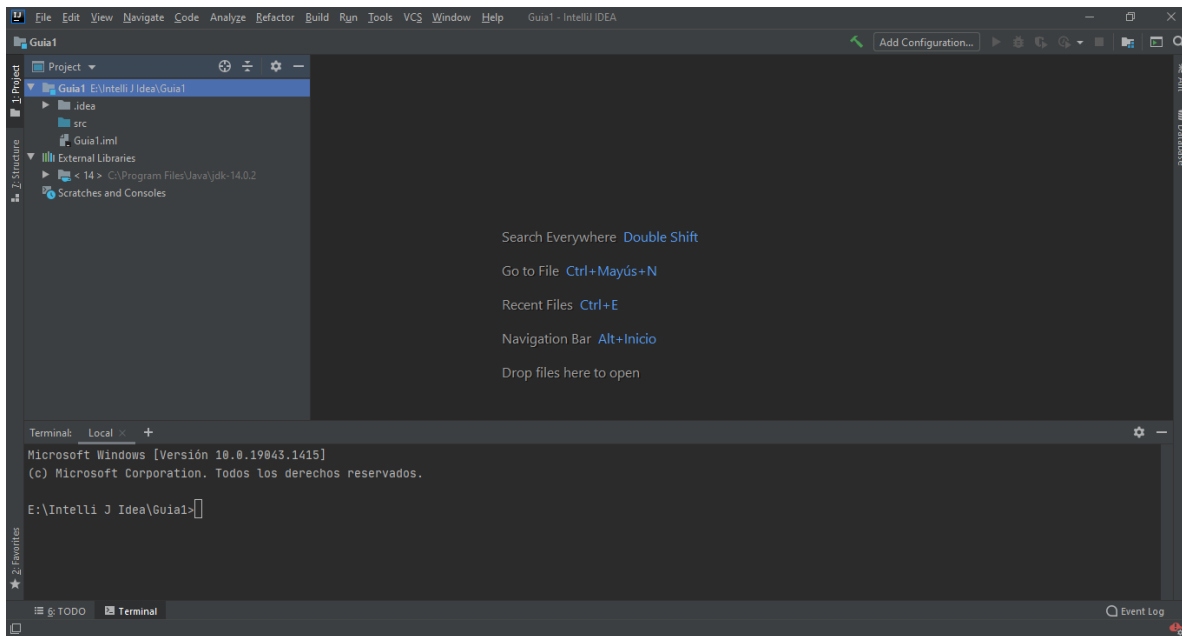 File Edit View Navigate Code Analyze Refactor Build Run Tools VCS Window Help Guia1 - IntelliJ IDEA
Guia1 Add Configuration...
Project
1: Project
Guia1 E:\Intelli J Idea\Guia1
.idea
src
Guia1.iml
External Libraries
< 14 > C:\Program Files\Java\jdk-14.0.2
Scratches and Consoles
7: Structure
Ant
Database
Search Everywhere Double Shift
Go to File Ctrl+Mayús+N
Recent Files Ctrl+E
Navigation Bar Alt+Inicio
Drop files here to open
Terminal: Local × +
Microsoft Windows [Versión 10.0.19043.1415]
(c) Microsoft Corporation. Todos los derechos reservados.
E:\Intelli J Idea\Guia1>
2: Favorites
6: TODO Terminal Event Log